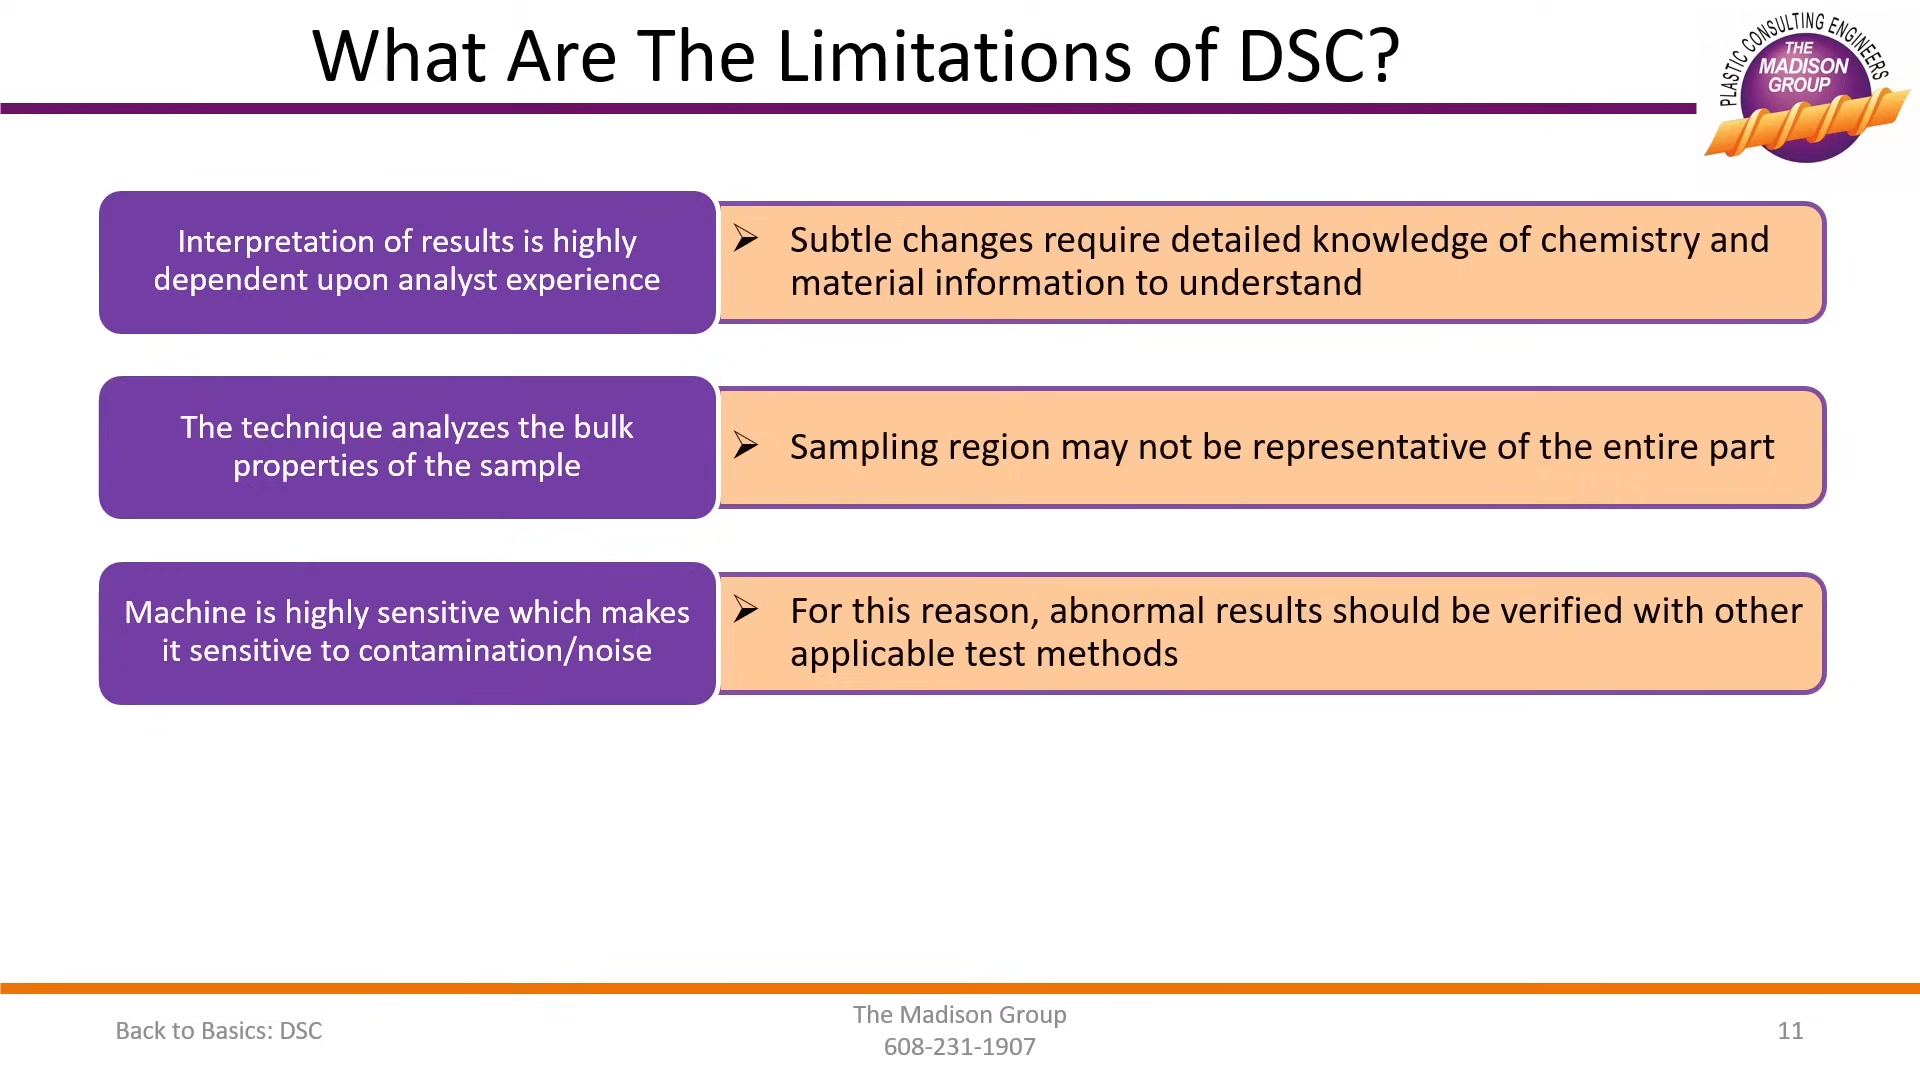 What Are The Limitations of DSC?
PLASTIC CONSULTING ENGINEERS
THE
MADISON
GROUP
Interpretation of results is highly
dependent upon analyst experience
➢ Subtle changes require detailed knowledge of chemistry and
material information to understand
The technique analyzes the bulk
properties of the sample
➢ Sampling region may not be representative of the entire part
Machine is highly sensitive which makes
it sensitive to contamination/noise
➢ For this reason, abnormal results should be verified with other
applicable test methods
Back to Basics: DSC
The Madison Group
608-231-1907
11